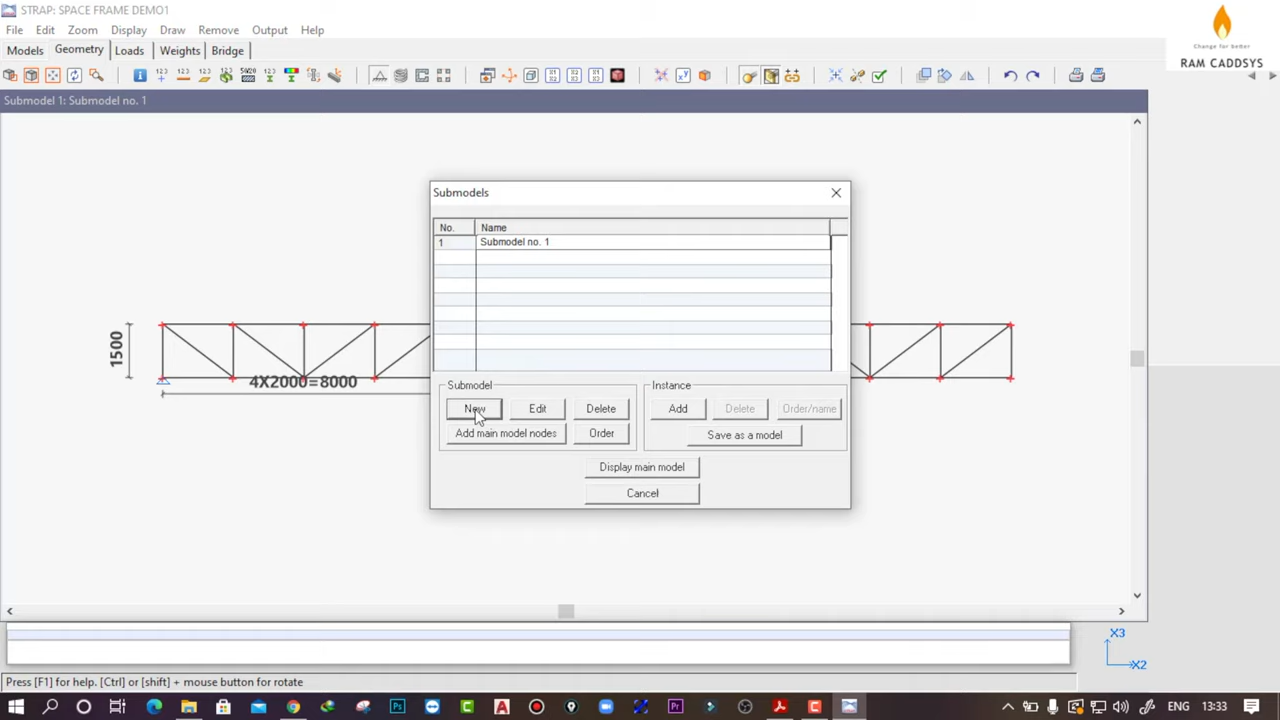 STRAP: SPACE FRAME DEMO1
File Edit Zoom Display Draw Remove Output Help
Models Geometry Loads Weights Bridge
Change for better
RAM CADDSYS
Submodel 1: Submodel no. 1
Submodels
No. Name
1 Submodel no. 1
1500
4X2000=8000
Submodel
Instance
New Edit Delete Add Delete Order/name
Add main model nodes Order Save as a model
Display main model
Cancel
X3
X2
Press [F1] for help. [Ctrl] or [shift] + mouse button for rotate
ENG 13:33